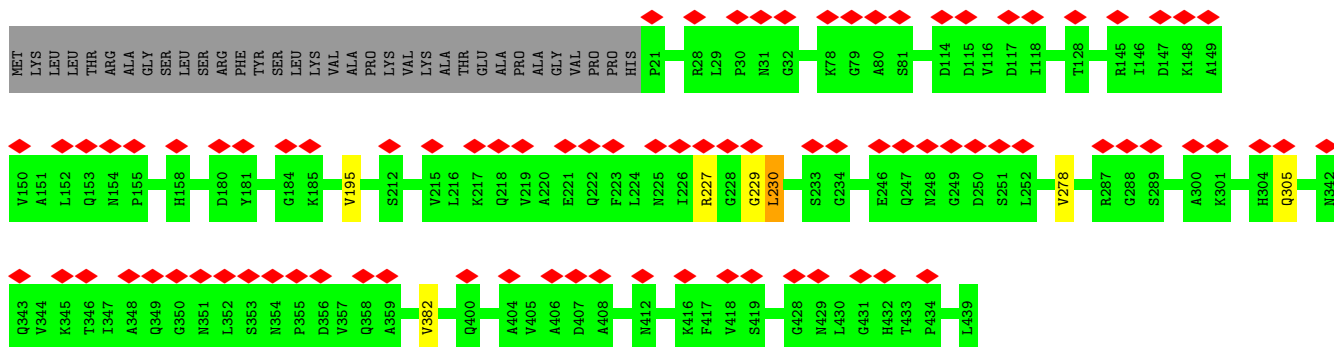 MET LYS LEU LEU THR ARG ALA GLY SER LEU SER ARG PHE TYR SER LEU LYS VAL ALA PRO LYS VAL LYS ALA THR GLU ALA PRO ALA GLY VAL PRO PRO HIS P21 R28 L29 P30 N31 G32 K78 G79 A80 S81 D114 D115 V116 D117 I118 T128 R145 I146 D147 K148 A149
V150 A151 L152 Q153 N154 P155 H158 D180 Y181 G184 K185 V195 S212 V215 L216 K217 Q218 V219 A220 E221 Q222 F223 L224 N225 I226 R227 G228 G229 L230 S233 G234 E246 Q247 N248 G249 D250 S251 L252 V278 R287 G288 S289 A300 K301 H304 Q305 N342
Q343 V344 K345 T346 I347 A348 Q349 G350 N351 L352 S353 N354 P355 D356 V357 Q358 A359 V382 Q400 A404 V405 A406 D407 A408 N412 K416 F417 V418 S419 G428 N429 L430 G431 H432 T433 P434 L439